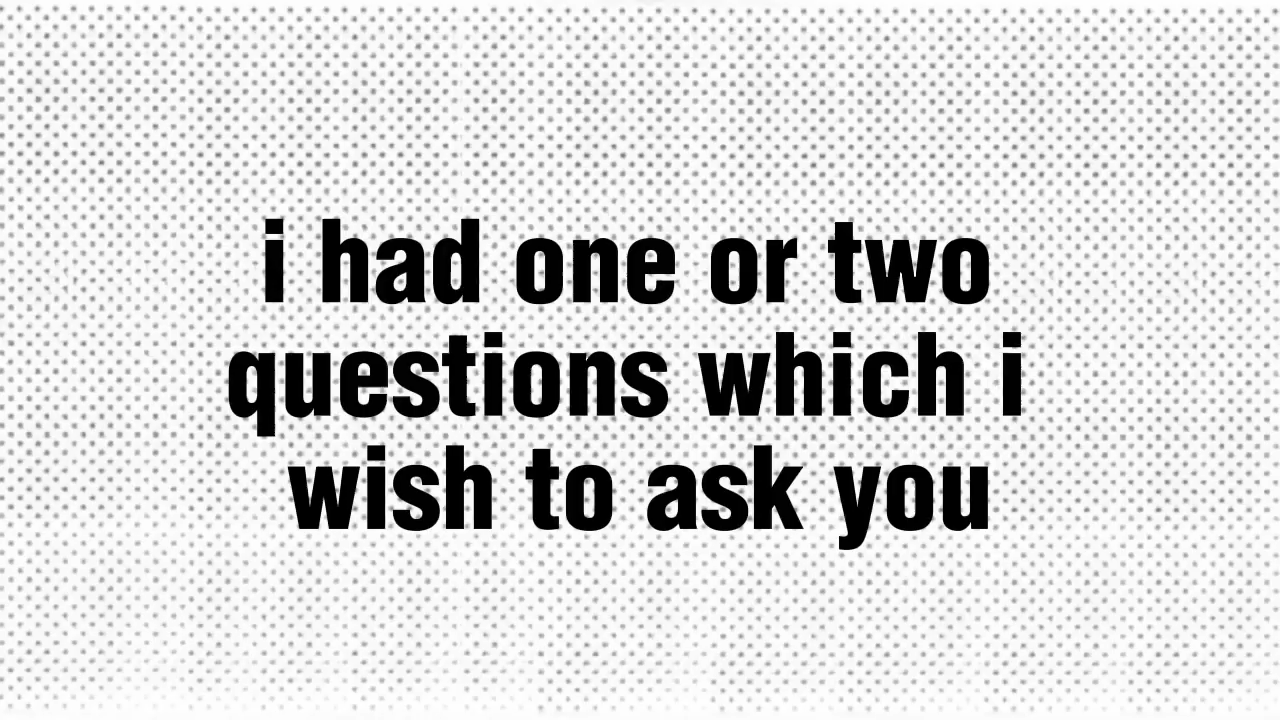 i had one or two
questions which i
wish to ask you